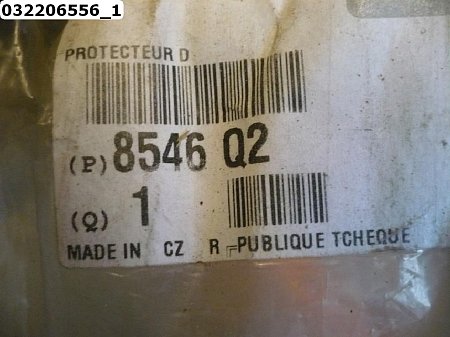 032206556_1
PROTECTEUR D
(P) 8546 Q2
(Q) 1
MADE IN CZ R╔PUBLIQUE TCHEQUE